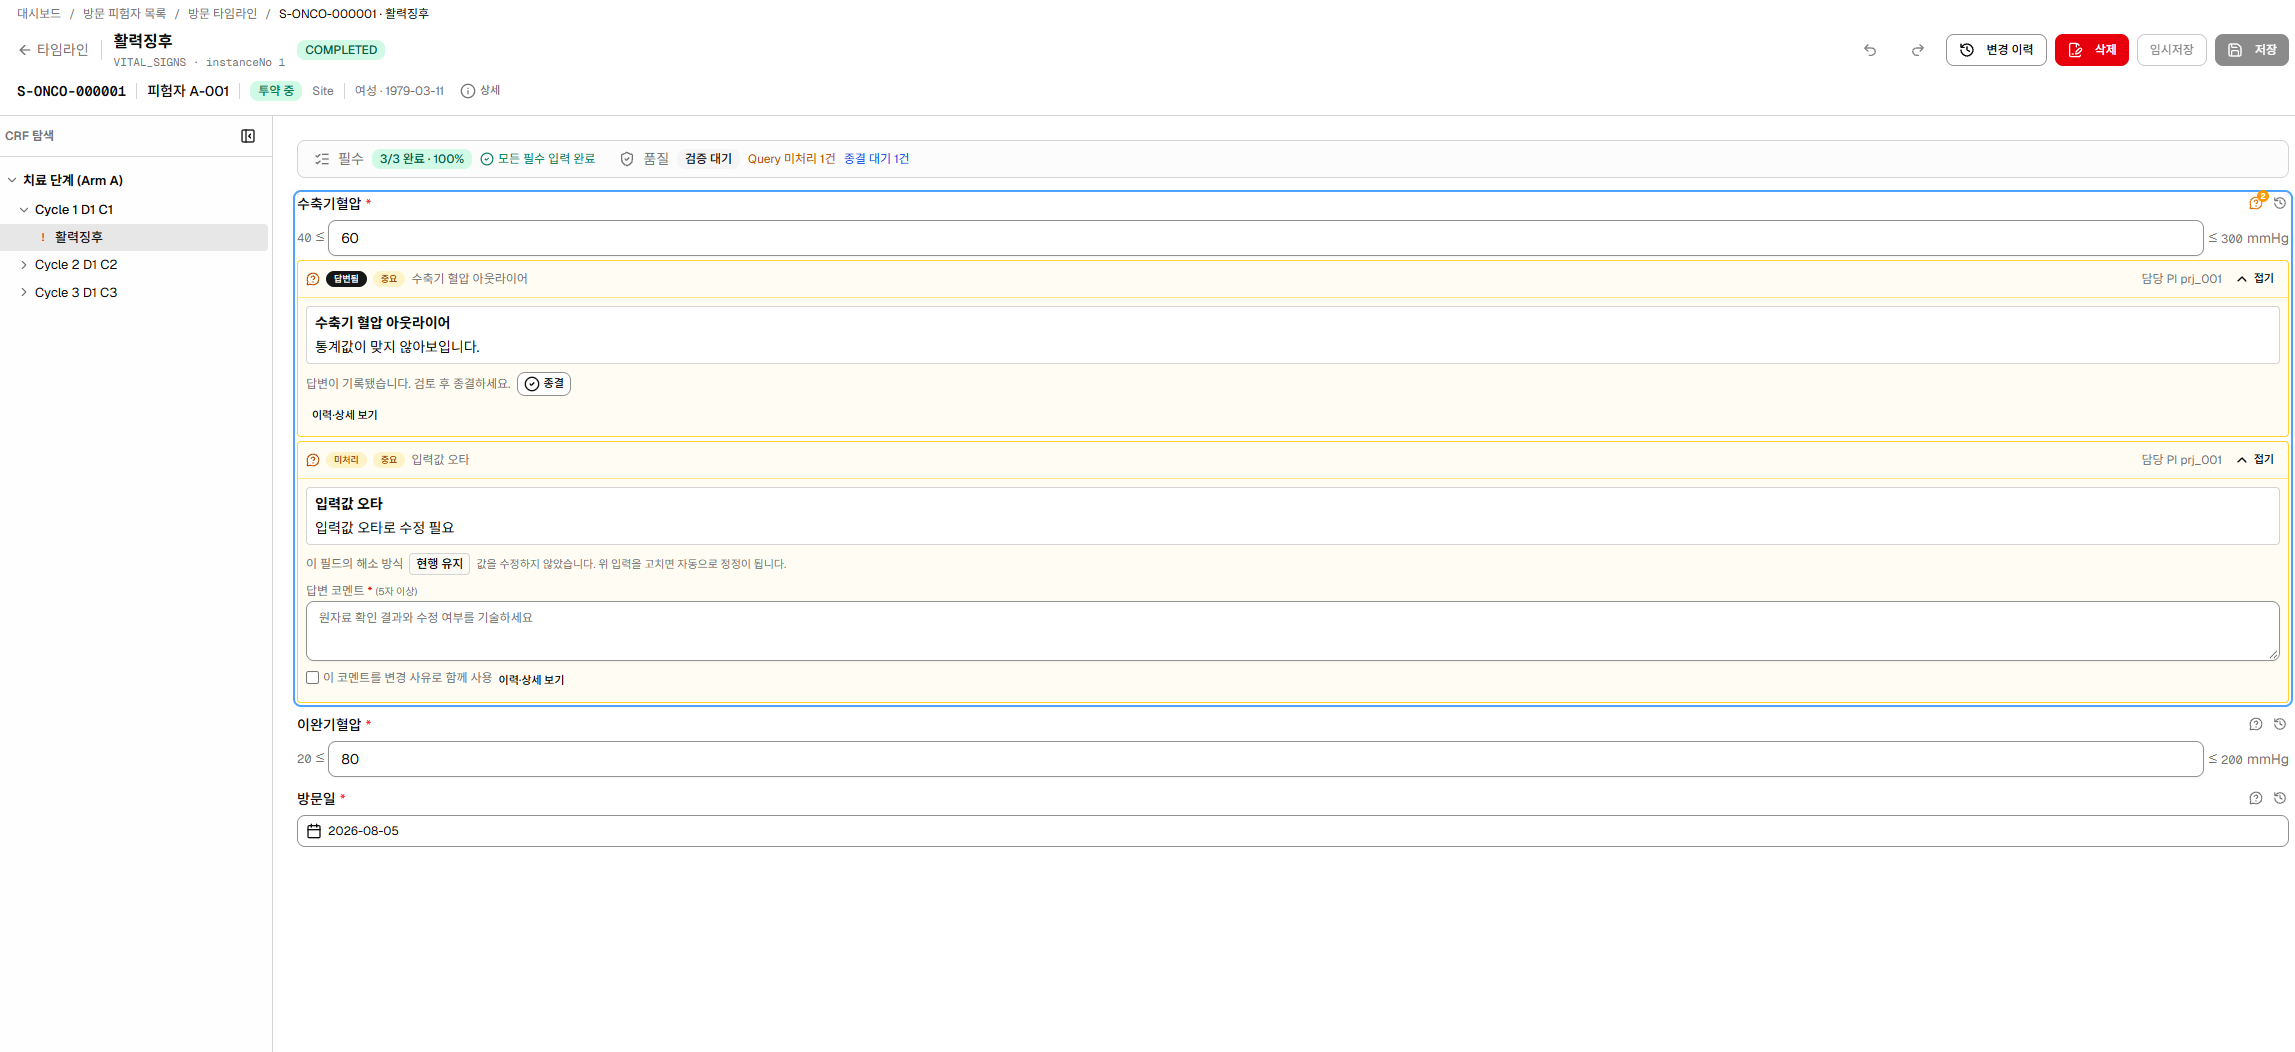 대시보드 / 방문 피험자 목록 / 방문 타임라인 / S-ONCO-000001 · 활력징후
타임라인
활력징후
VITAL_SIGNS · instanceNo 1
COMPLETED
변경 이력
삭제
임시저장
저장
S-ONCO-000001 피험자 A-001 투약 중 Site 여성 · 1979-03-11 상세
CRF 탐색
치료 단계 (Arm A)
Cycle 1 D1 C1
! 활력징후
Cycle 2 D1 C2
Cycle 3 D1 C3
필수 3/3 완료 · 100% 모든 필수 입력 완료 품질 검증 대기 Query 미처리 1건 종결 대기 1건
수축기혈압 *
2
40 ≤ 60 ≤ 300 mmHg
답변됨 중요 수축기 혈압 아웃라이어 담당 PI prj_001 접기
수축기 혈압 아웃라이어
통계값이 맞지 않아보입니다.
답변이 기록됐습니다. 검토 후 종결하세요. 종결
이력·상세 보기
미처리 중요 입력값 오타 담당 PI prj_001 접기
입력값 오타
입력값 오타로 수정 필요
이 필드의 해소 방식 현행 유지 값을 수정하지 않았습니다. 위 입력을 고치면 자동으로 정정이 됩니다.
답변 코멘트 * (5자 이상)
원자료 확인 결과와 수정 여부를 기술하세요
이 코멘트를 변경 사유로 함께 사용 이력·상세 보기
이완기혈압 *
20 ≤ 80 ≤ 200 mmHg
방문일 *
2026-08-05